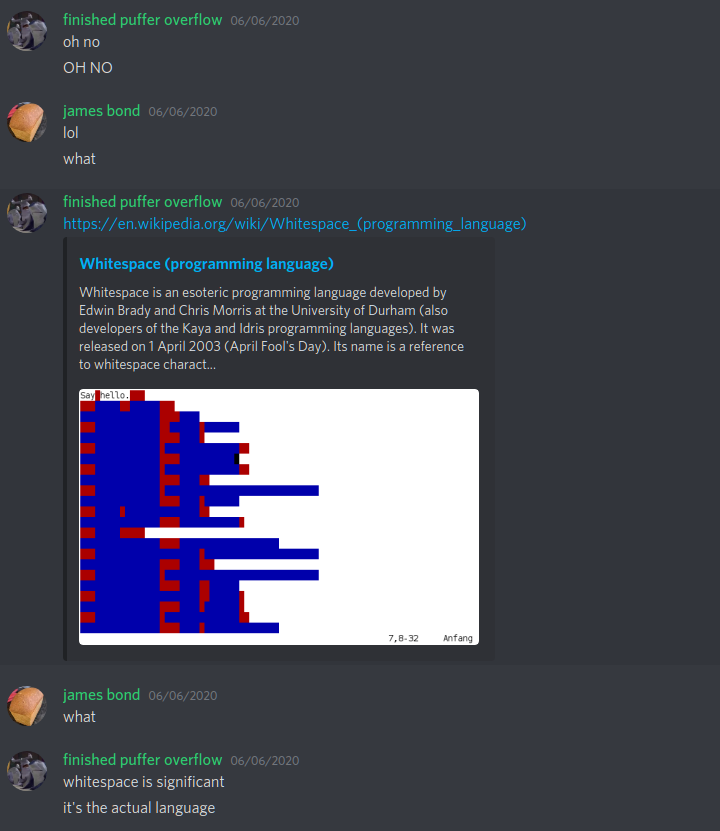 finished puffer overflow 06/06/2020
oh no
OH NO
james bond 06/06/2020
lol
what
finished puffer overflow 06/06/2020
https://en.wikipedia.org/wiki/Whitespace_(programming_language)
Whitespace (programming language)
Whitespace is an esoteric programming language developed by
Edwin Brady and Chris Morris at the University of Durham (also
developers of the Kaya and Idris programming languages). It was
released on 1 April 2003 (April Fool's Day). Its name is a reference
to whitespace charact...
Say hello.
7,8-32 Anfang
james bond 06/06/2020
what
finished puffer overflow 06/06/2020
whitespace is significant
it's the actual language